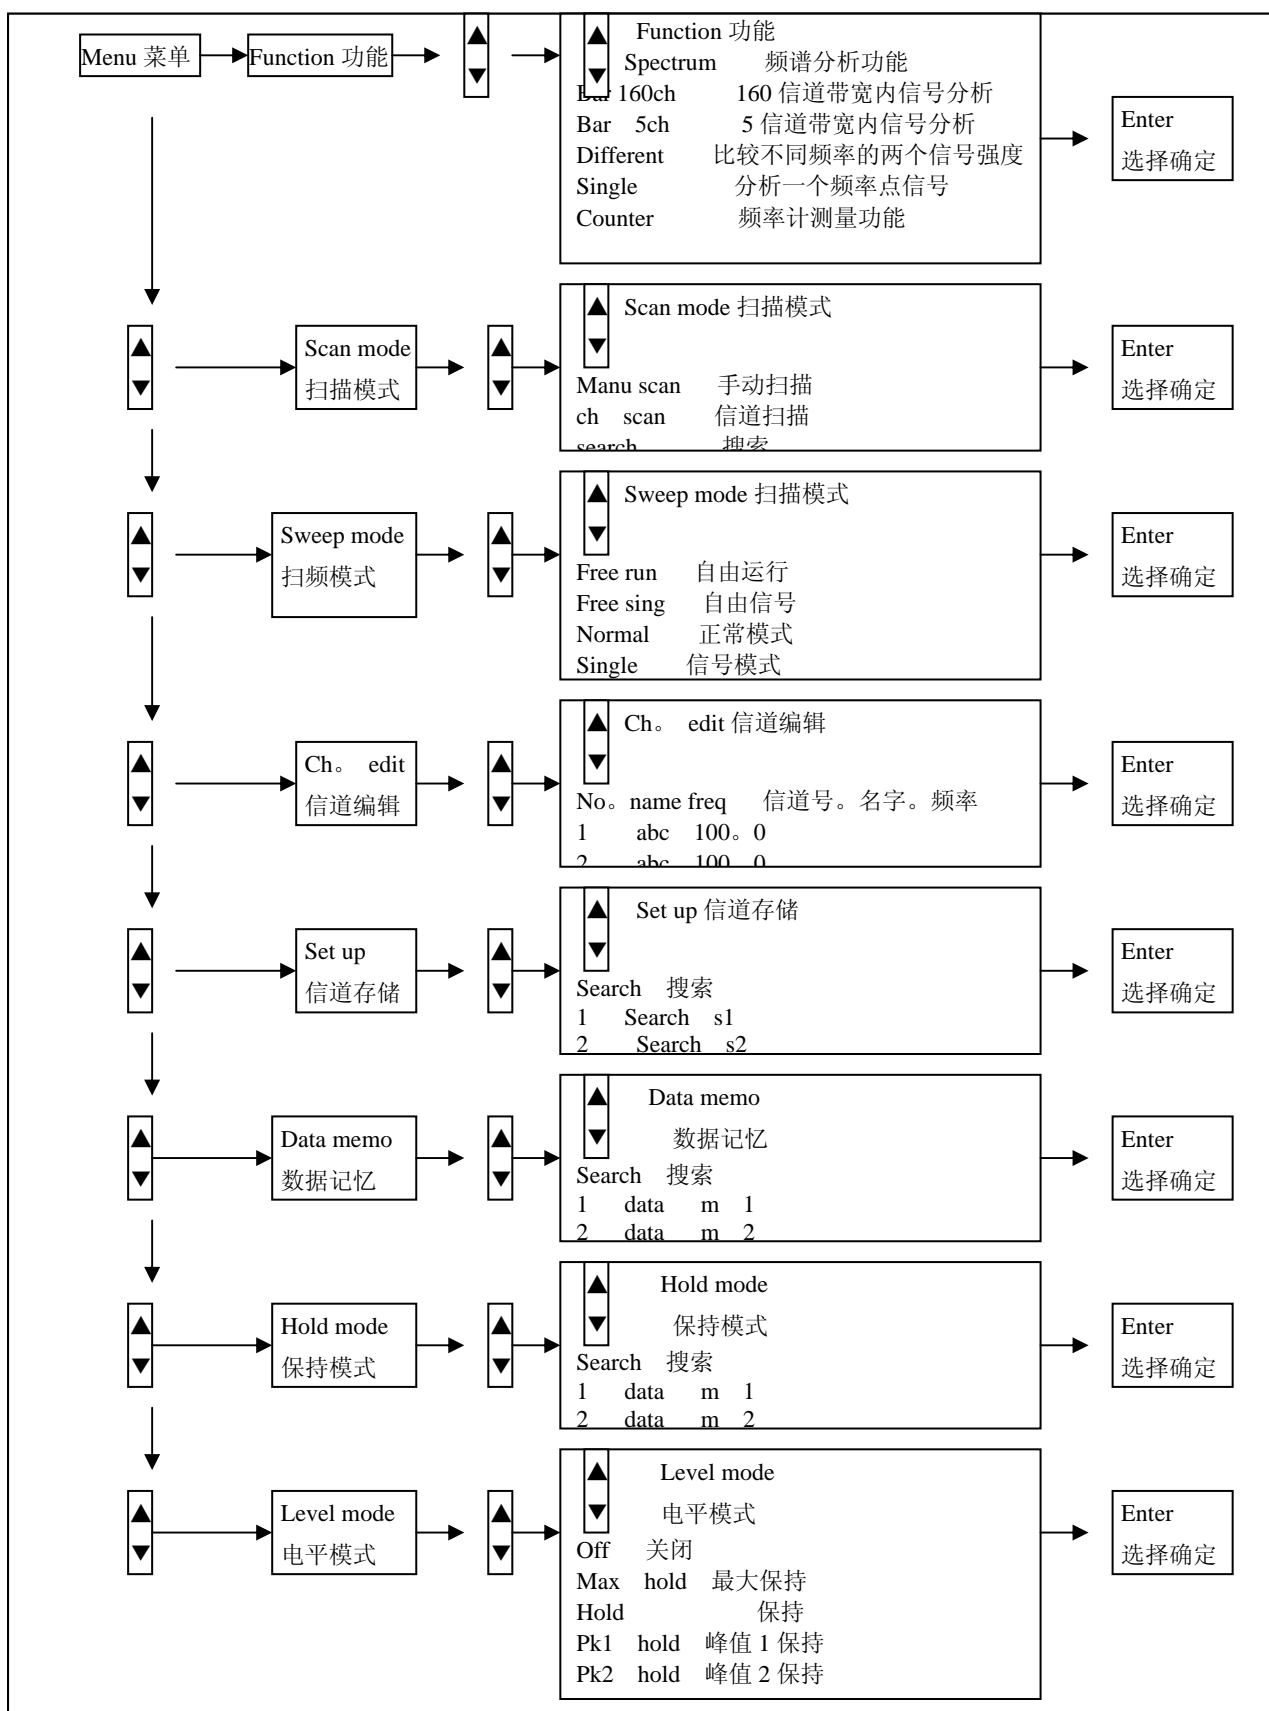 Menu 菜单
Function 功能
Function 功能
Spectrum 频谱分析功能
Bar 160ch 160 信道带宽内信号分析
Bar 5ch 5 信道带宽内信号分析
Different 比较不同频率的两个信号强度
Single 分析一个频率点信号
Counter 频率计测量功能
Enter
选择确定
Scan mode
扫描模式
Scan mode 扫描模式
Manu scan 手动扫描
ch scan 信道扫描
search 搜索
Enter
选择确定
Sweep mode
扫频模式
Sweep mode 扫描模式
Free run 自由运行
Free sing 自由信号
Normal 正常模式
Single 信号模式
Enter
选择确定
Ch。 edit
信道编辑
Ch。 edit 信道编辑
No。name freq 信道号。名字。频率
1 abc 100。0
2 abc 100 0
Enter
选择确定
Set up
信道存储
Set up 信道存储
Search 搜索
1 Search s1
2 Search s2
Enter
选择确定
Data memo
数据记忆
Data memo
数据记忆
Search 搜索
1 data m 1
2 data m 2
Enter
选择确定
Hold mode
保持模式
Hold mode
保持模式
Search 搜索
1 data m 1
2 data m 2
Enter
选择确定
Level mode
电平模式
Level mode
电平模式
Off 关闭
Max hold 最大保持
Hold 保持
Pk1 hold 峰值 1 保持
Pk2 hold 峰值 2 保持
Enter
选择确定